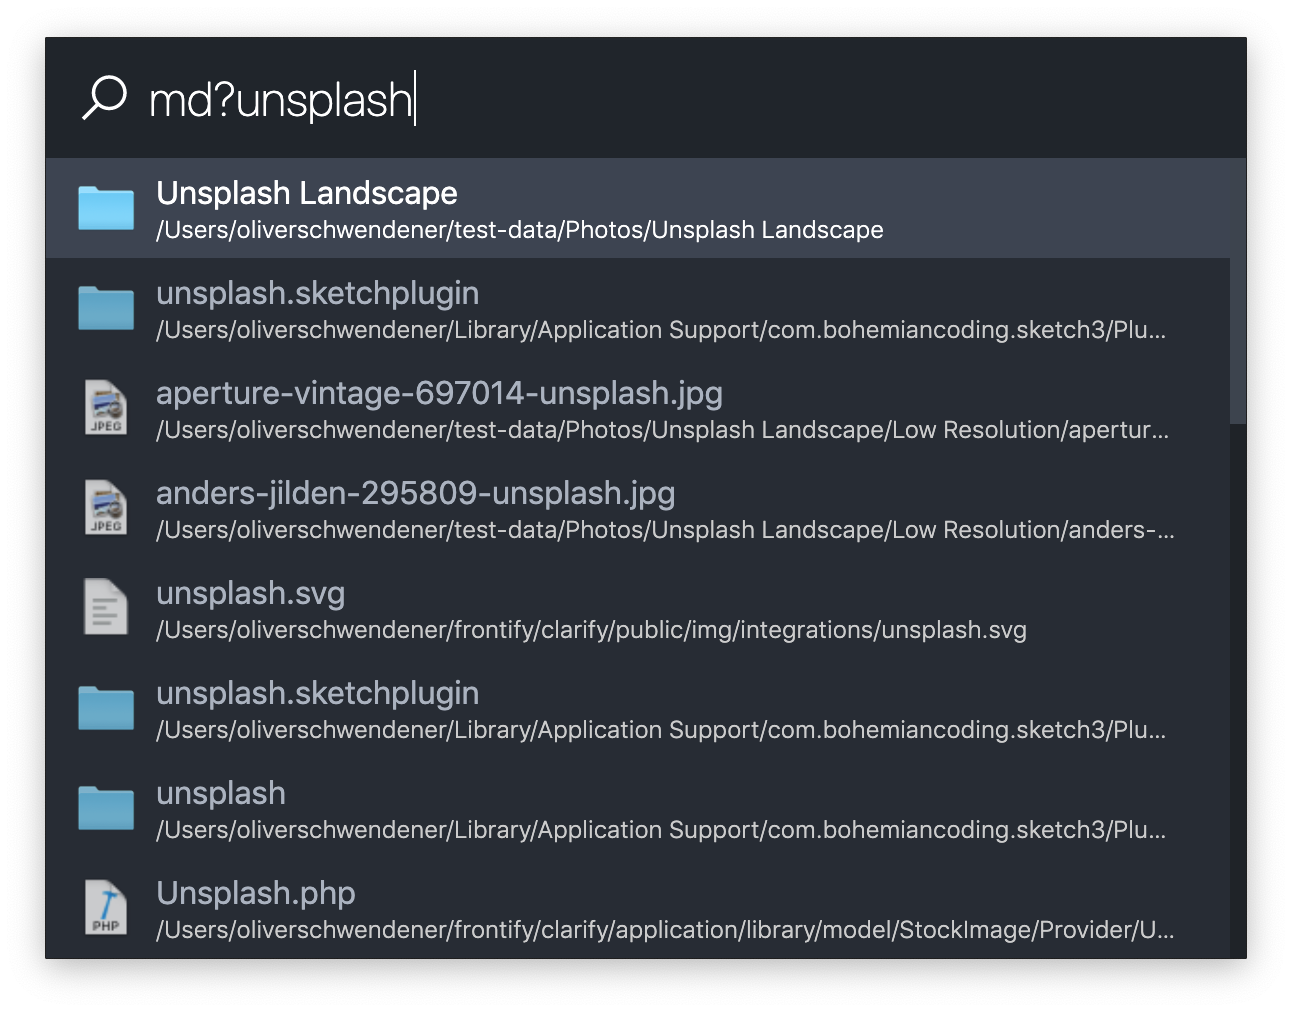 md?unsplash
Unsplash Landscape
/Users/oliverschwendener/test-data/Photos/Unsplash Landscape
unsplash.sketchplugin
/Users/oliverschwendener/Library/Application Support/com.bohemiancoding.sketch3/Plu...
aperture-vintage-697014-unsplash.jpg
/Users/oliverschwendener/test-data/Photos/Unsplash Landscape/Low Resolution/apertur...
JPEG
anders-jilden-295809-unsplash.jpg
/Users/oliverschwendener/test-data/Photos/Unsplash Landscape/Low Resolution/anders-...
JPEG
unsplash.svg
/Users/oliverschwendener/frontify/clarify/public/img/integrations/unsplash.svg
unsplash.sketchplugin
/Users/oliverschwendener/Library/Application Support/com.bohemiancoding.sketch3/Plu...
unsplash
/Users/oliverschwendener/Library/Application Support/com.bohemiancoding.sketch3/Plu...
Unsplash.php
/Users/oliverschwendener/frontify/clarify/application/library/model/StockImage/Provider/U...
PHP